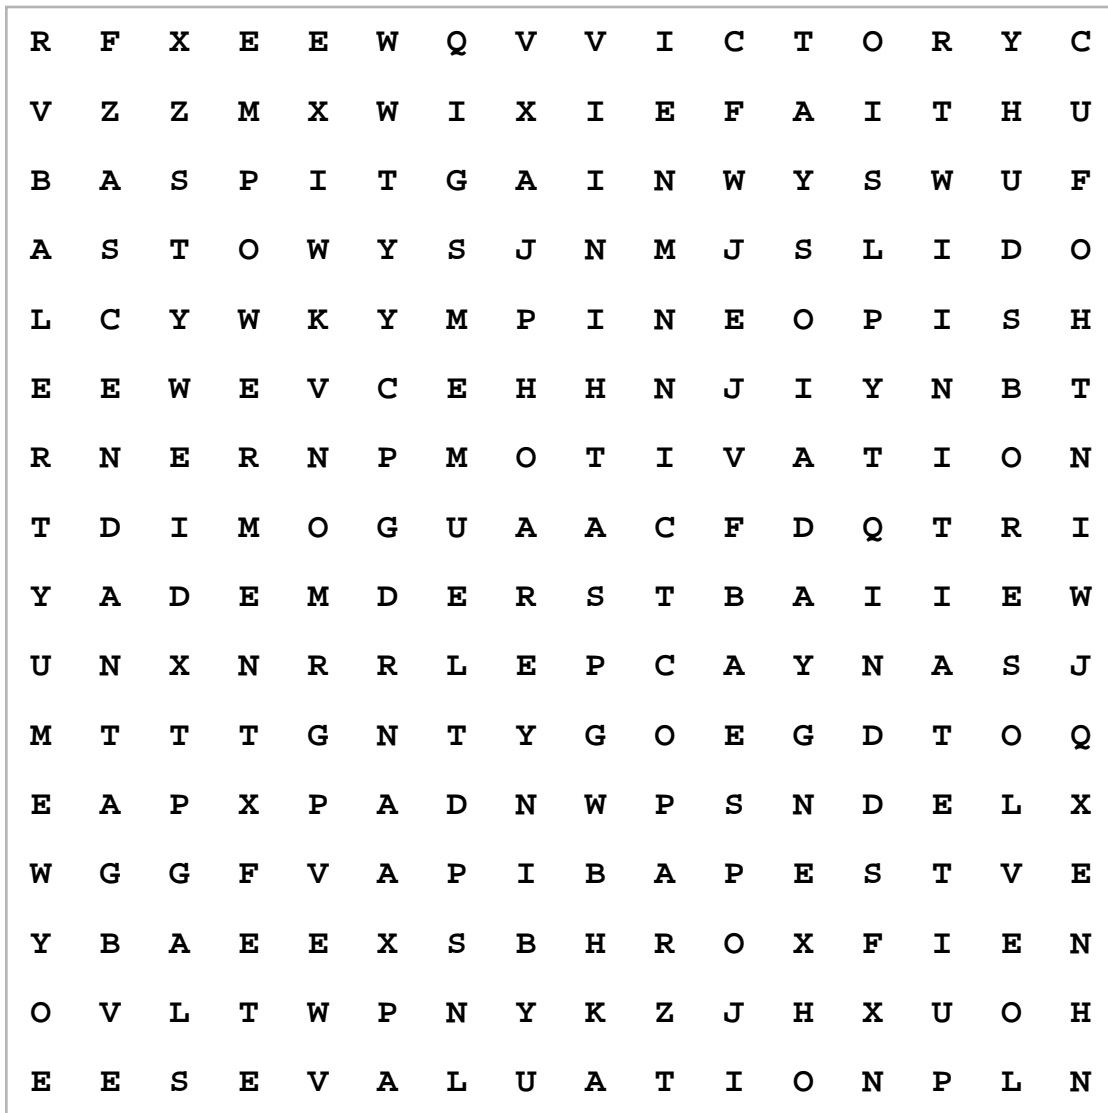 R F X E E W Q V V I C T O R Y C
V Z Z M X W I X I E F A I T H U
B A S P I T G A I N W Y S W U F
A S T O W Y S J N M J S L I D O
L C Y W K Y M P I N E O P I S H
E E W E V C E H H N J I Y N B T
R N E R N P M O T I V A T I O N
T D I M O G U A A C F D Q T R I
Y A D E M D E R S T B A I I E W
U N X N R R L E P C A Y N A S J
M T T T G N T Y G O E G D T O Q
E A P X P A D N W P S N D E L X
W G G F V A P I B A P E S T V E
Y B A E E X S B H R O X F I E N
O V L T W P N Y K Z J H X U O H
E E S E V A L U A T I O N P L N